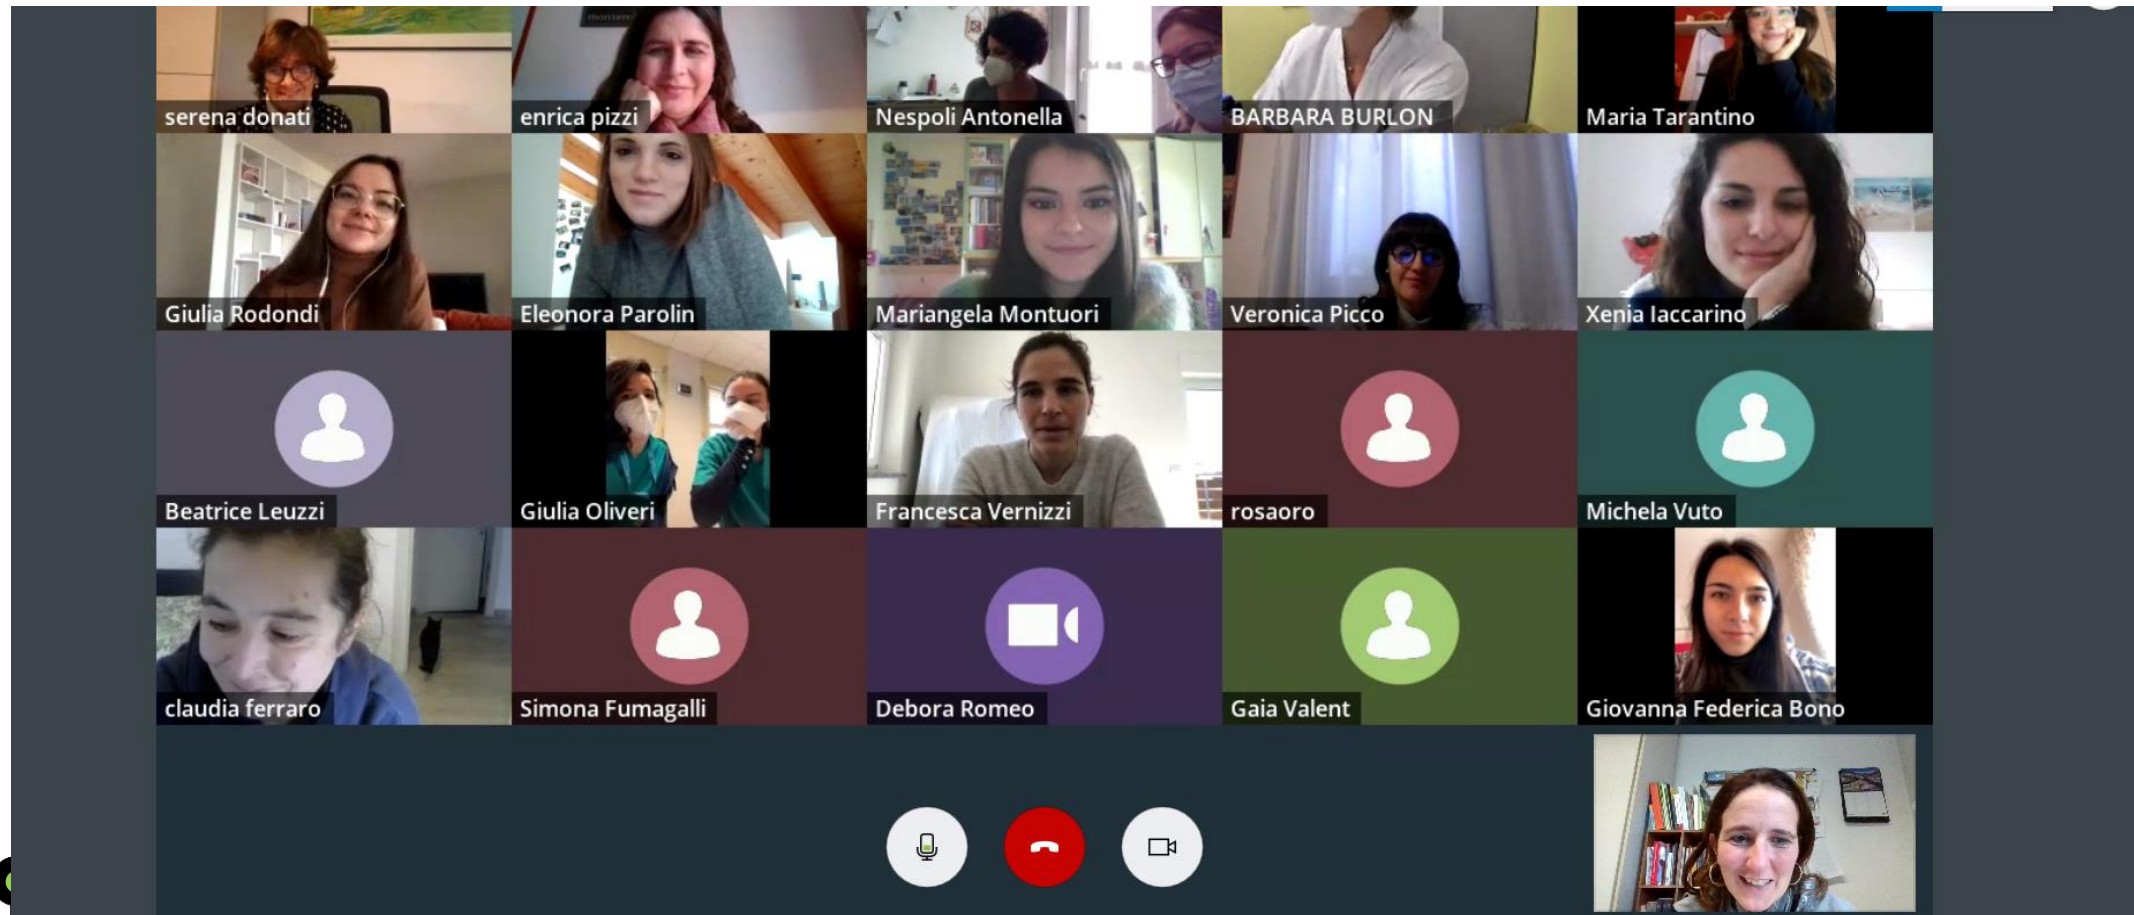 montem
serena donati
enrica pizzi
Nespoli Antonella
BARBARA BURLON
Maria Tarantino
Giulia Rodondi
Eleonora Parolin
Mariangela Montuori
Veronica Picco
Xenia Iaccarino
Beatrice Leuzzi
Giulia Oliveri
Francesca Vernizzi
rosaoro
Michela Vuto
claudia ferraro
Simona Fumagalli
Debora Romeo
Gaia Valent
Giovanna Federica Bono